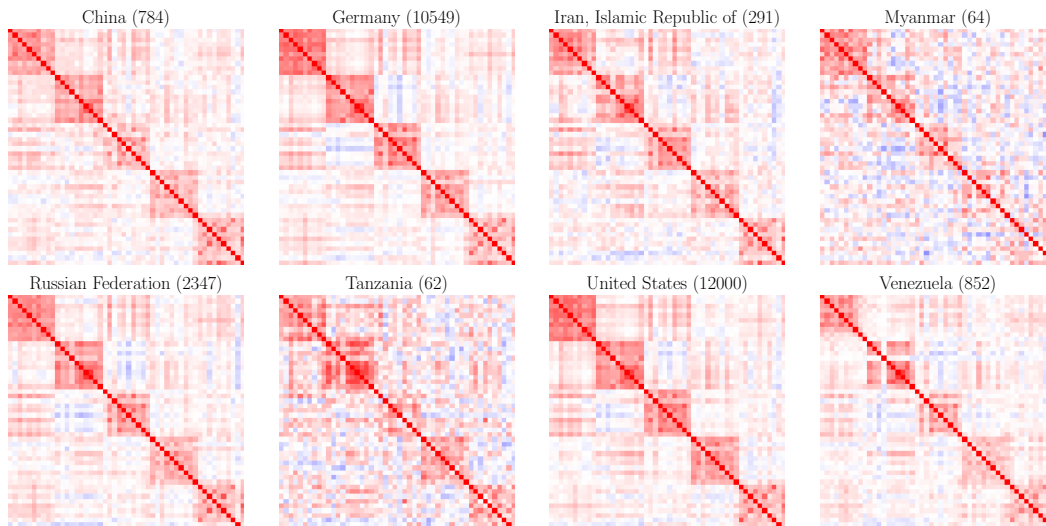 China (784)
Germany (10549)
Iran, Islamic Republic of (291)
Myanmar (64)
Russian Federation (2347)
Tanzania (62)
United States (12000)
Venezuela (852)